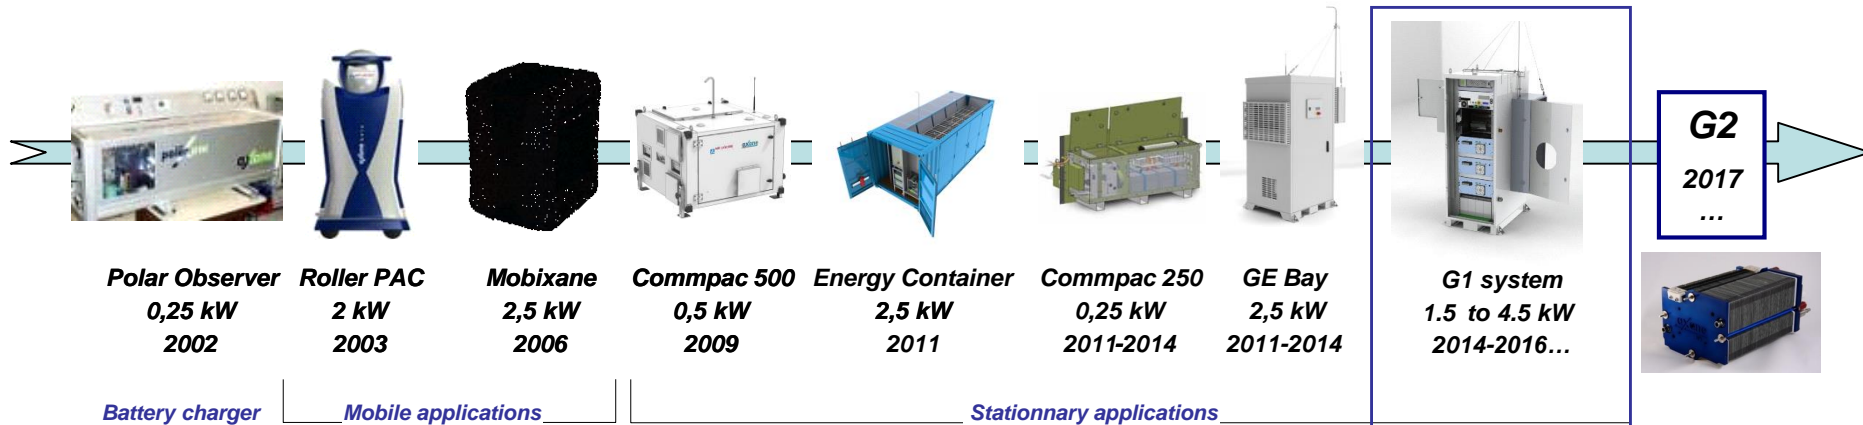 Polar Observer
0,25 kW
2002
Roller PAC
2 kW
2003
Mobixane
2,5 kW
2006
Commpac 500
0,5 kW
2009
Energy Container
2,5 kW
2011
Commpac 250
0,25 kW
2011-2014
GE Bay
2,5 kW
2011-2014
G1 system
1.5 to 4.5 kW
2014-2016…
G2
2017
…
Battery charger
Mobile applications
Stationnary applications